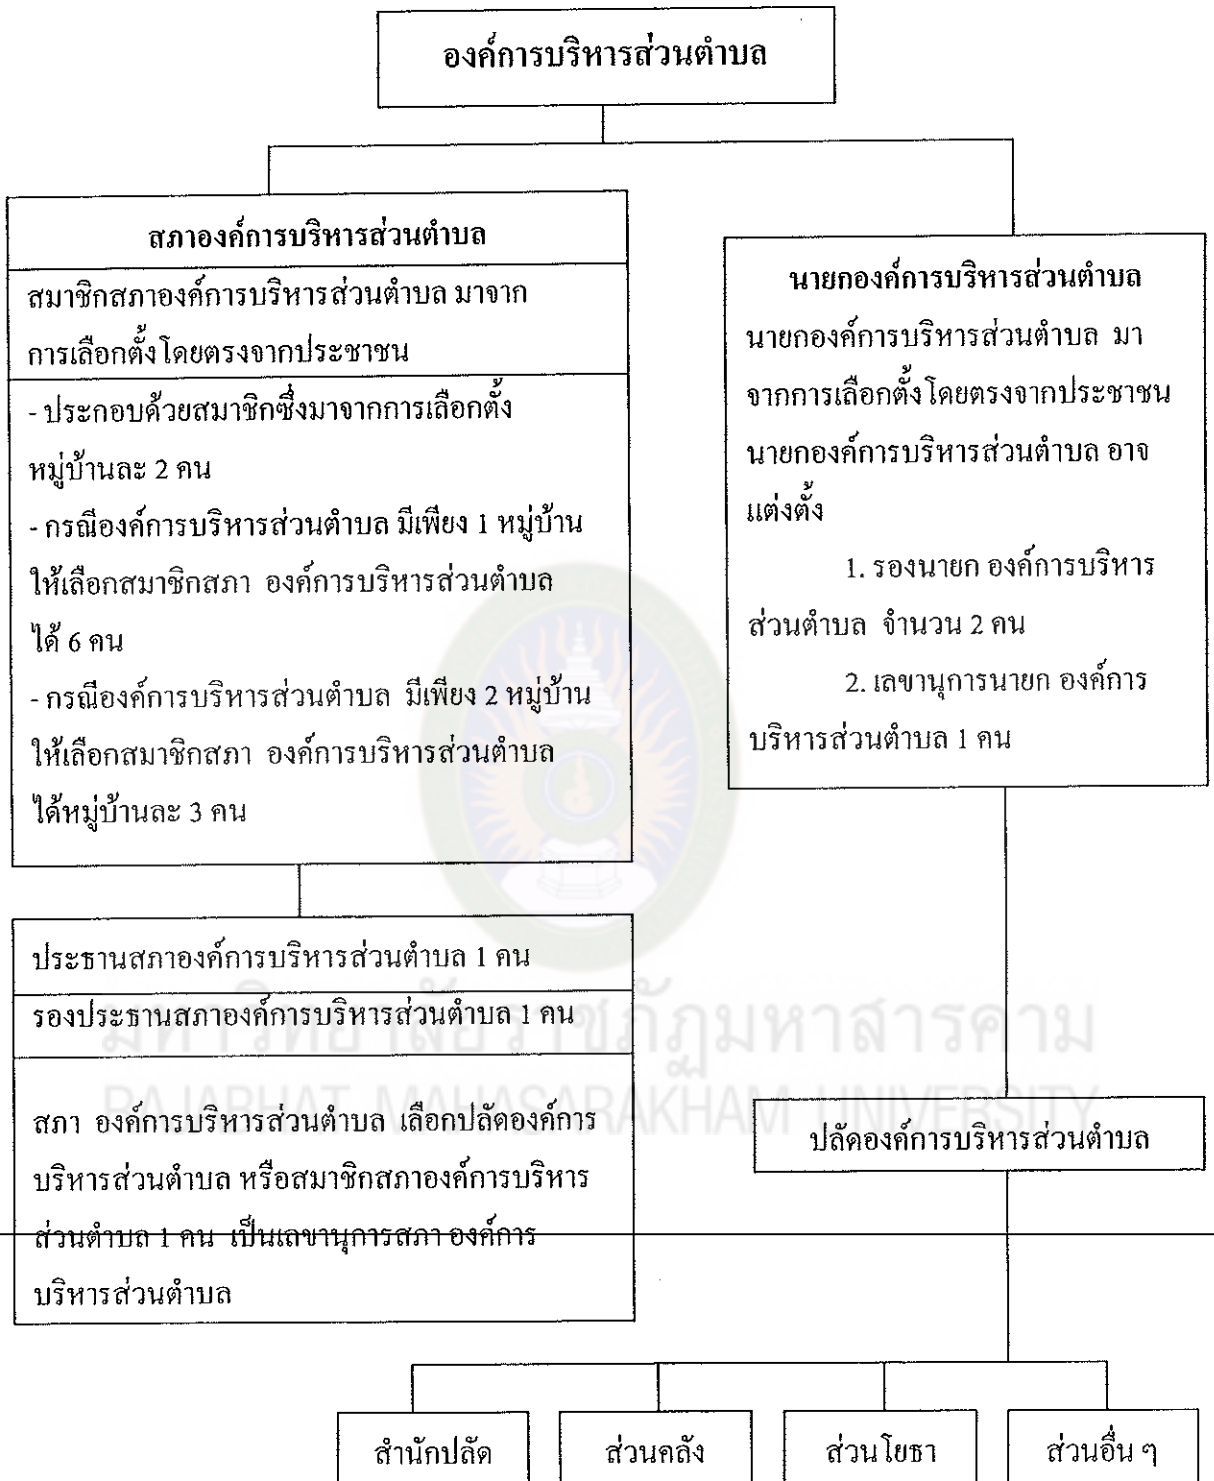 องค์การบริหารส่วนตำบล
สภาองค์การบริหารส่วนตำบล
สมาชิกสภาองค์การบริหารส่วนตำบล มาจาก
การเลือกตั้งโดยตรงจากประชาชน
- ประกอบด้วยสมาชิกซึ่งมาจากการเลือกตั้ง
หมู่บ้านละ 2 คน
- กรณีองค์การบริหารส่วนตำบล มีเพียง 1 หมู่บ้าน
ให้เลือกสมาชิกสภา องค์การบริหารส่วนตำบล
ได้ 6 คน
- กรณีองค์การบริหารส่วนตำบล มีเพียง 2 หมู่บ้าน
ให้เลือกสมาชิกสภา องค์การบริหารส่วนตำบล
ได้หมู่บ้านละ 3 คน
นายกองค์การบริหารส่วนตำบล
นายกองค์การบริหารส่วนตำบล มา
จากการเลือกตั้งโดยตรงจากประชาชน
นายกองค์การบริหารส่วนตำบล อาจ
แต่งตั้ง
1. รองนายก องค์การบริหาร
ส่วนตำบล จำนวน 2 คน
2. เลขานุการนายก องค์การ
บริหารส่วนตำบล 1 คน
ประธานสภาองค์การบริหารส่วนตำบล 1 คน
รองประธานสภาองค์การบริหารส่วนตำบล 1 คน
สภา องค์การบริหารส่วนตำบล เลือกปลัดองค์การ
บริหารส่วนตำบล หรือสมาชิกสภาองค์การบริหาร
ส่วนตำบล 1 คน เป็นเลขานุการสภา องค์การ
บริหารส่วนตำบล
มหาวิทยาลัยราชภัฏมหาสารคาม
RAJABHAT MAHASARAKHAM UNIVERSITY
ปลัดองค์การบริหารส่วนตำบล
สำนักปลัด
ส่วนคลัง
ส่วนโยธา
ส่วนอื่น ๆ